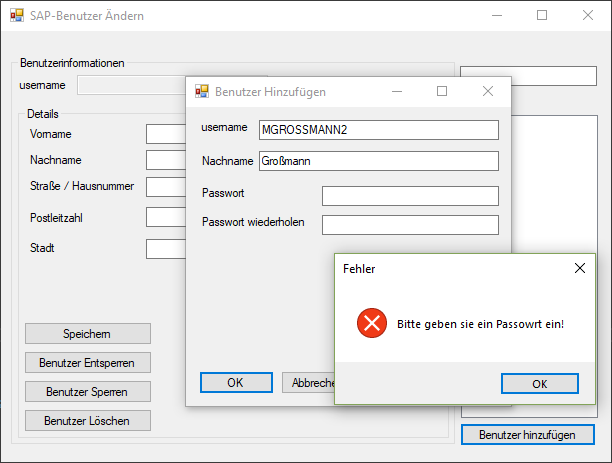 SAP-Benutzer Ändern
Benutzerinformationen
username
Details
Vorname
Nachname
Straße / Hausnummer
Postleitzahl
Stadt
Speichern
Benutzer Entsperren
Benutzer Sperren
Benutzer Löschen
Benutzer hinzufügen
Benutzer Hinzufügen
username MGROSSMANN2
Nachname Großmann
Passwort
Passwort wiederholen
OK Abbreche
Fehler
Bitte geben sie ein Passowrt ein!
OK